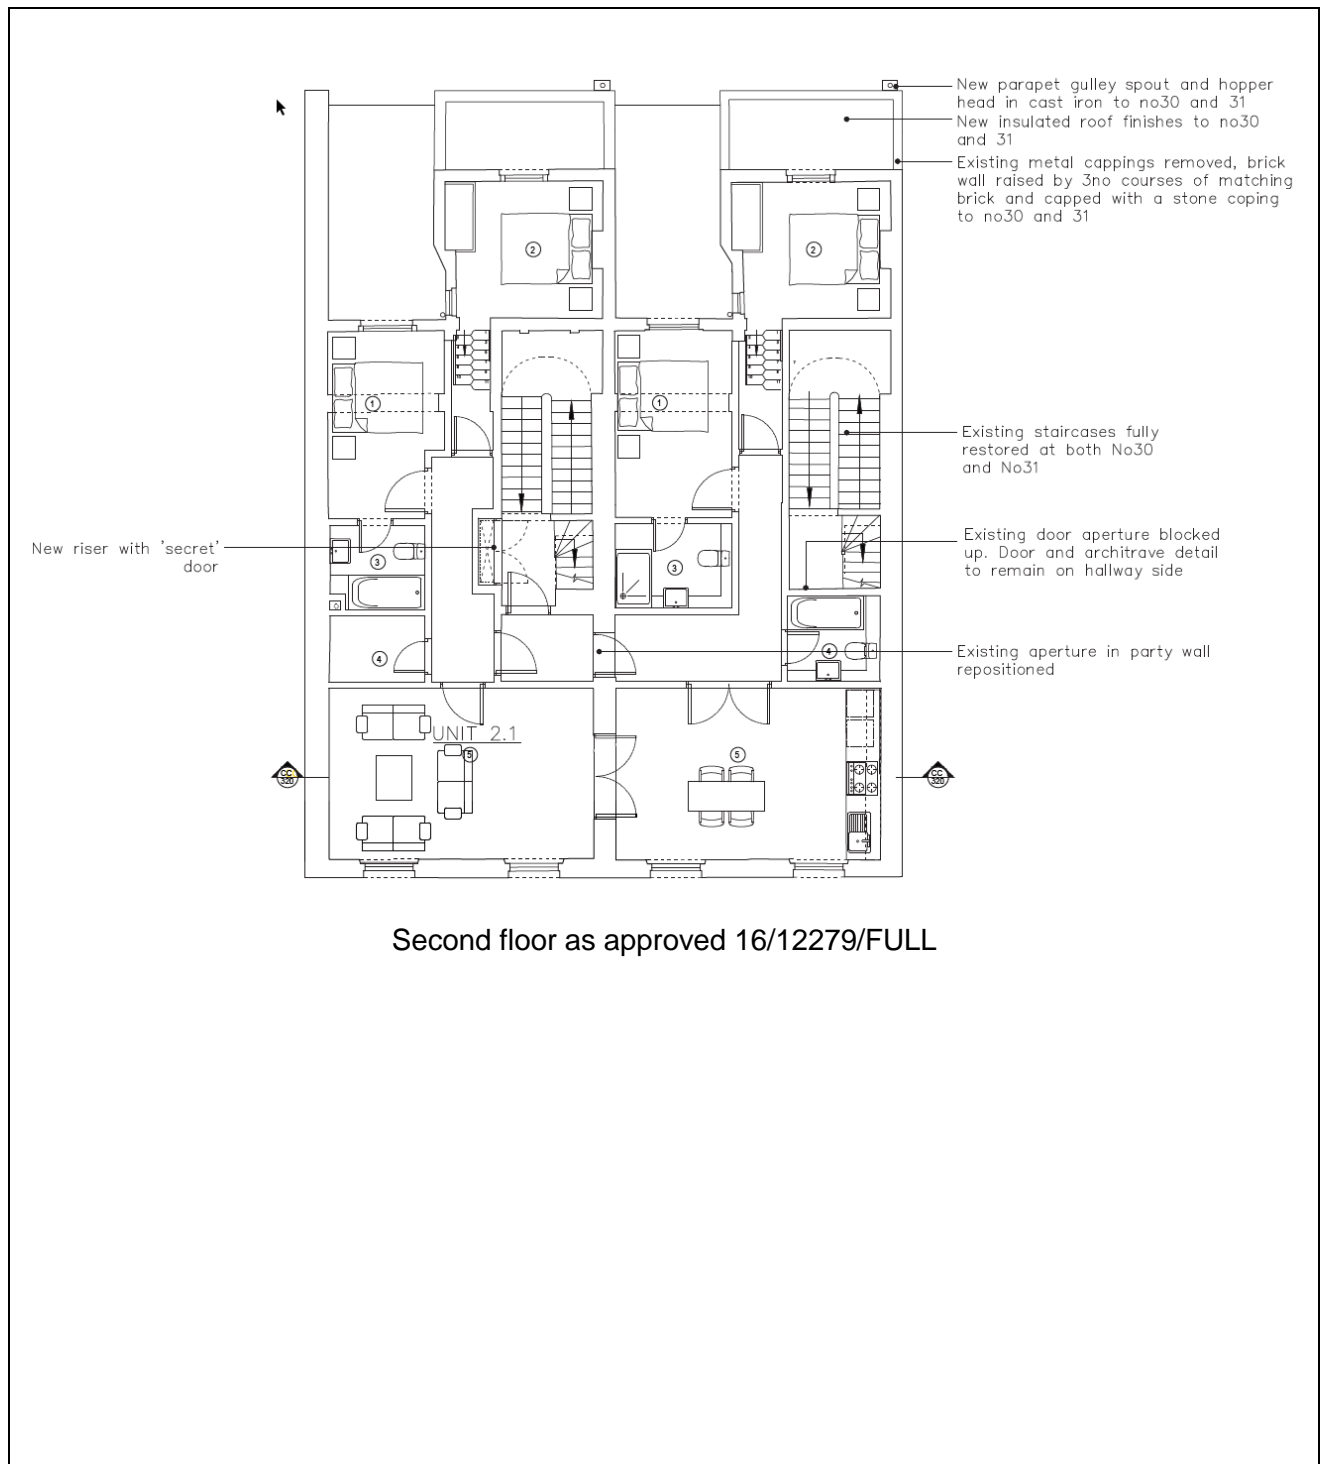 New parapet gulley spout and hopper
head in cast iron to no30 and 31
New insulated roof finishes to no30
and 31
Existing metal cappings removed, brick
wall raised by 3no courses of matching
brick and capped with a stone coping
to no30 and 31
2
2
1
1
Existing staircases fully
restored at both No30
and No31
New riser with 'secret'
door
Existing door aperture blocked
up. Door and architrave detail
to remain on hallway side
3
3
4
4
Existing aperture in party wall
repositioned
UNIT 2.1
5
5
CC
320
CC
320
Second floor as approved 16/12279/FULL